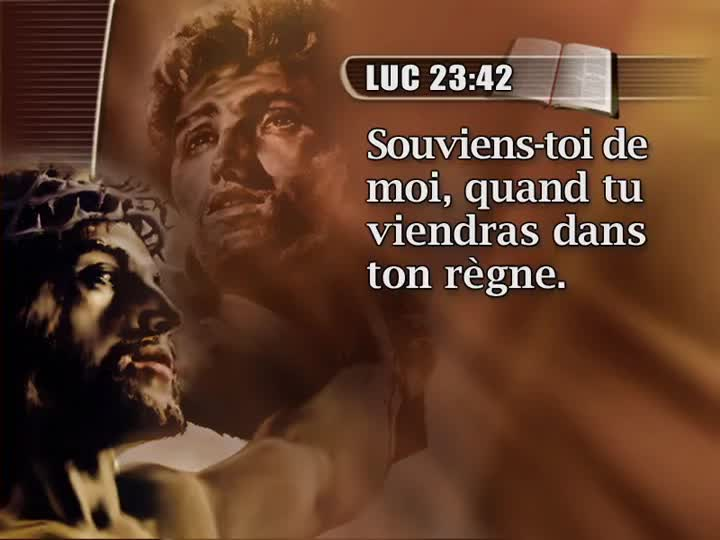 LUC 23:42
Souviens-toi de
moi, quand tu
viendras dans
ton règne.